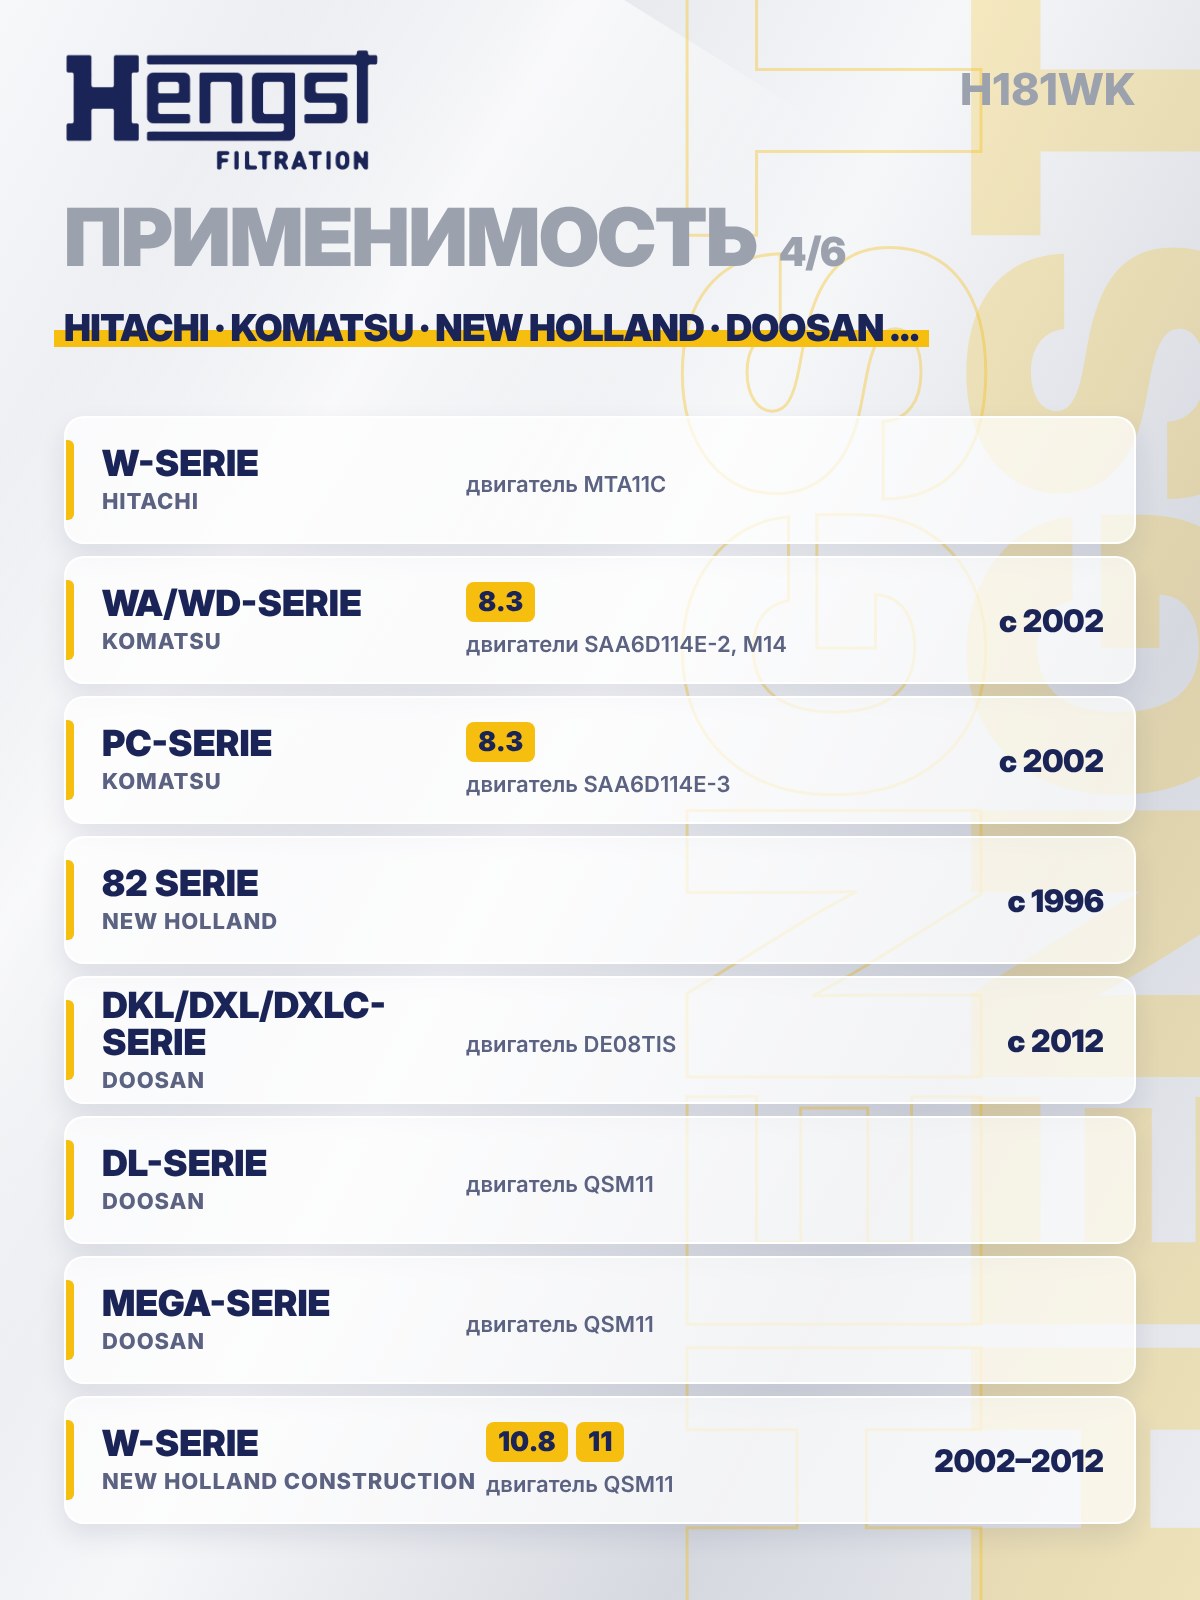 Hengst
FILTRATION
H181WK
ПРИМЕНИМОСТЬ 4/6
HITACHI · KOMATSU · NEW HOLLAND · DOOSAN ...
W-SERIE
HITACHI
двигатель MTA11C
WA/WD-SERIE
KOMATSU
8.3
двигатели SAA6D114E-2, M14
с 2002
PC-SERIE
KOMATSU
8.3
двигатель SAA6D114E-3
с 2002
82 SERIE
NEW HOLLAND
с 1996
DKL/DXL/DXLC-
SERIE
DOOSAN
двигатель DE08TIS
с 2012
DL-SERIE
DOOSAN
двигатель QSM11
MEGA-SERIE
DOOSAN
двигатель QSM11
W-SERIE
NEW HOLLAND CONSTRUCTION
10.8 11
двигатель QSM11
2002–2012
HENGST
HENGST